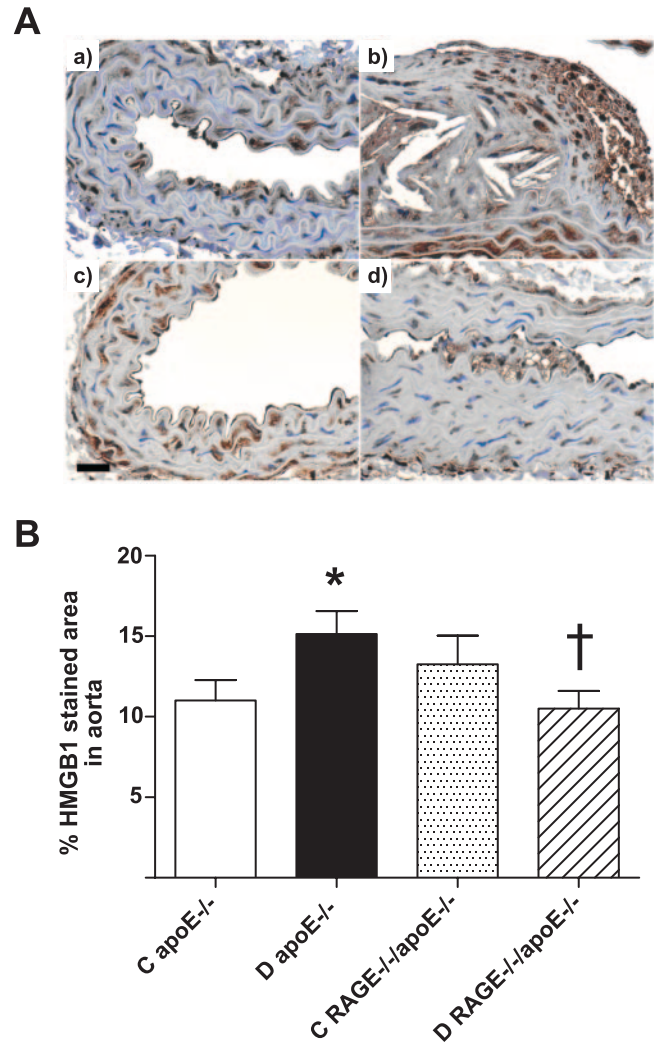 A
a)
b)
c)
d)
B
% HMGB1 stained area
in aorta
20
15
10
5
*
†
C apoE-/-
D apoE-/-
C RAGE-/-/apoE-/-
D RAGE-/-/apoE-/-